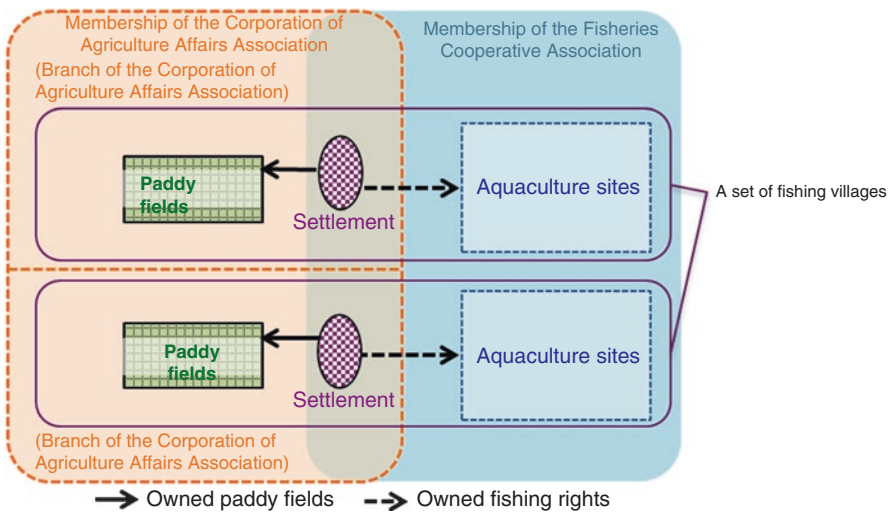 Membership of the Corporation of
Agriculture Affairs Association
(Branch of the Corporation of
Agriculture Affairs Association)
Membership of the Fisheries
Cooperative Association
Paddy
fields
Settlement
Aquaculture sites
A set of fishing villages
Paddy
fields
Settlement
Aquaculture sites
(Branch of the Corporation of
Agriculture Affairs Association)
Owned paddy fields
Owned fishing rights